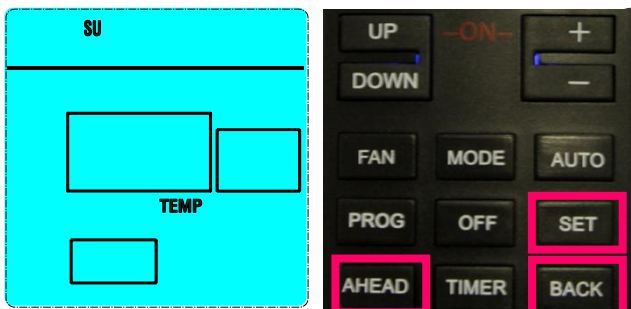 SU
TEMP
UP -ON- +
DOWN -
FAN MODE AUTO
PROG OFF SET
AHEAD TIMER BACK